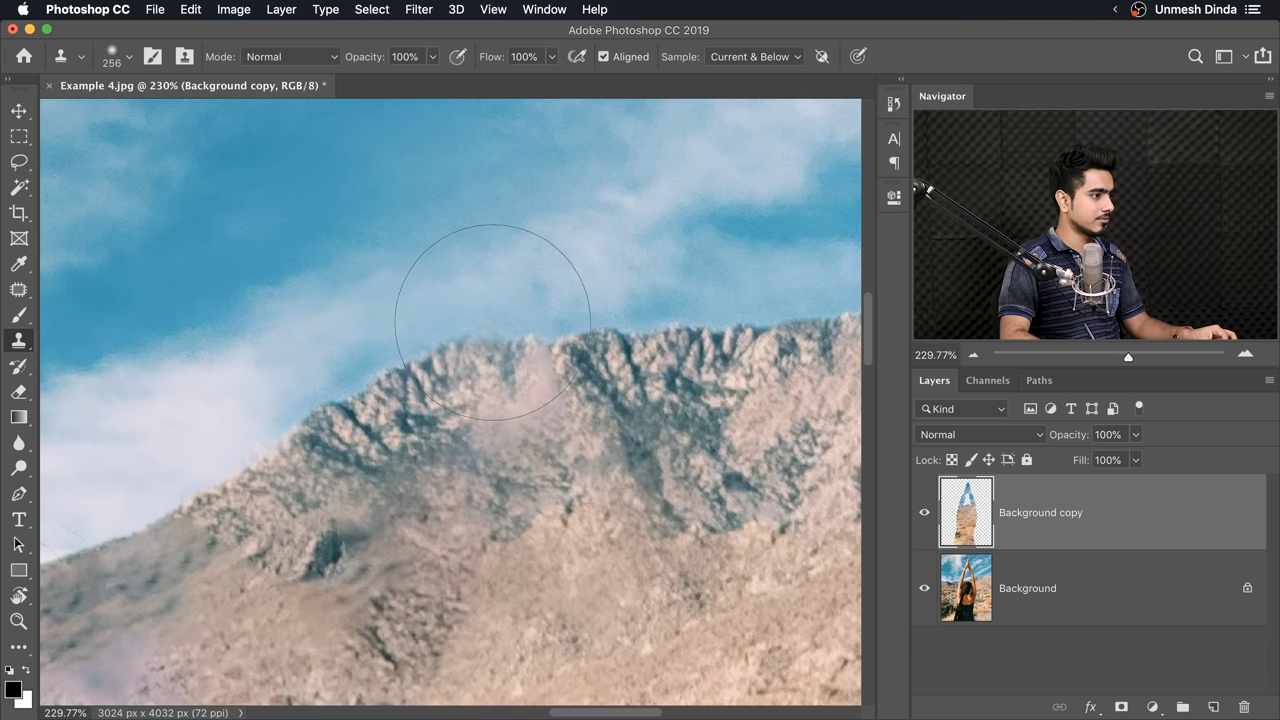 Photoshop CC File Edit Image Layer Type Select Filter 3D View Window Help Unmesh Dinda
Adobe Photoshop CC 2019
256 Mode: Normal Opacity: 100% Flow: 100% Aligned Sample: Current & Below
× Example 4.jpg @ 230% (Background copy, RGB/8) *
Navigator
229.77%
Layers Channels Paths
Kind
Normal Opacity: 100%
Lock: Fill: 100%
Background copy
Background
fx
229.77% 3024 px x 4032 px (72 ppi)